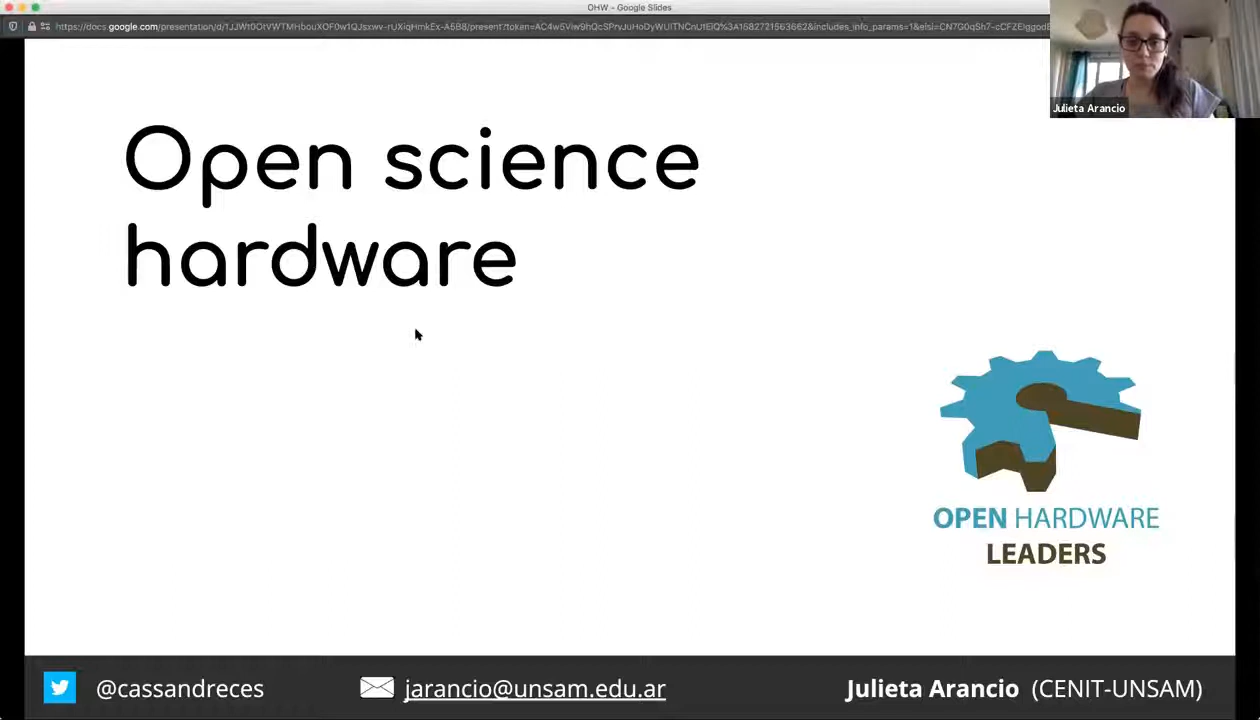 OHW - Google Slides
Julieta Arancio
Open science
hardware
OPEN HARDWARE
LEADERS
@cassandreces
jarancio@unsam.edu.ar
Julieta Arancio (CENIT-UNSAM)